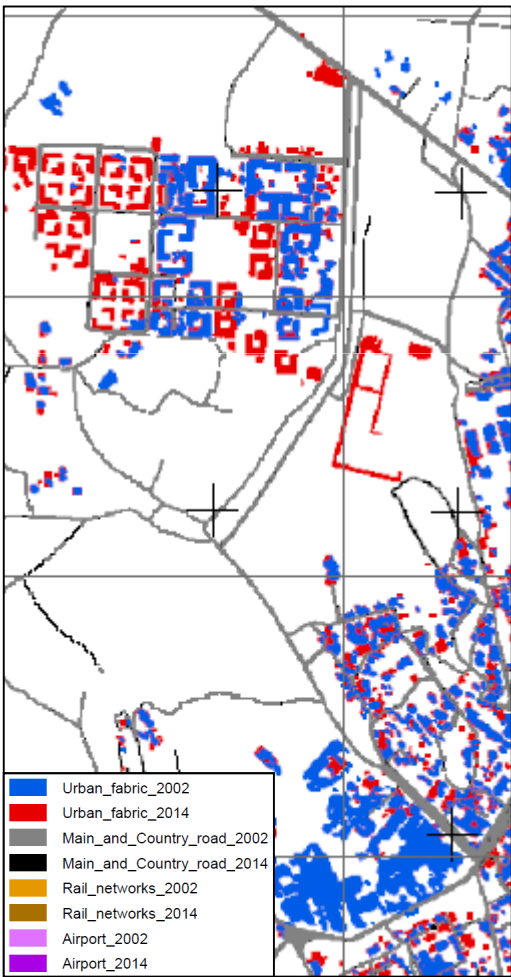 Urban_fabric_2002
Urban_fabric_2014
Main_and_Country_road_2002
Main_and_Country_road_2014
Rail_networks_2002
Rail_networks_2014
Airport_2002
Airport_2014